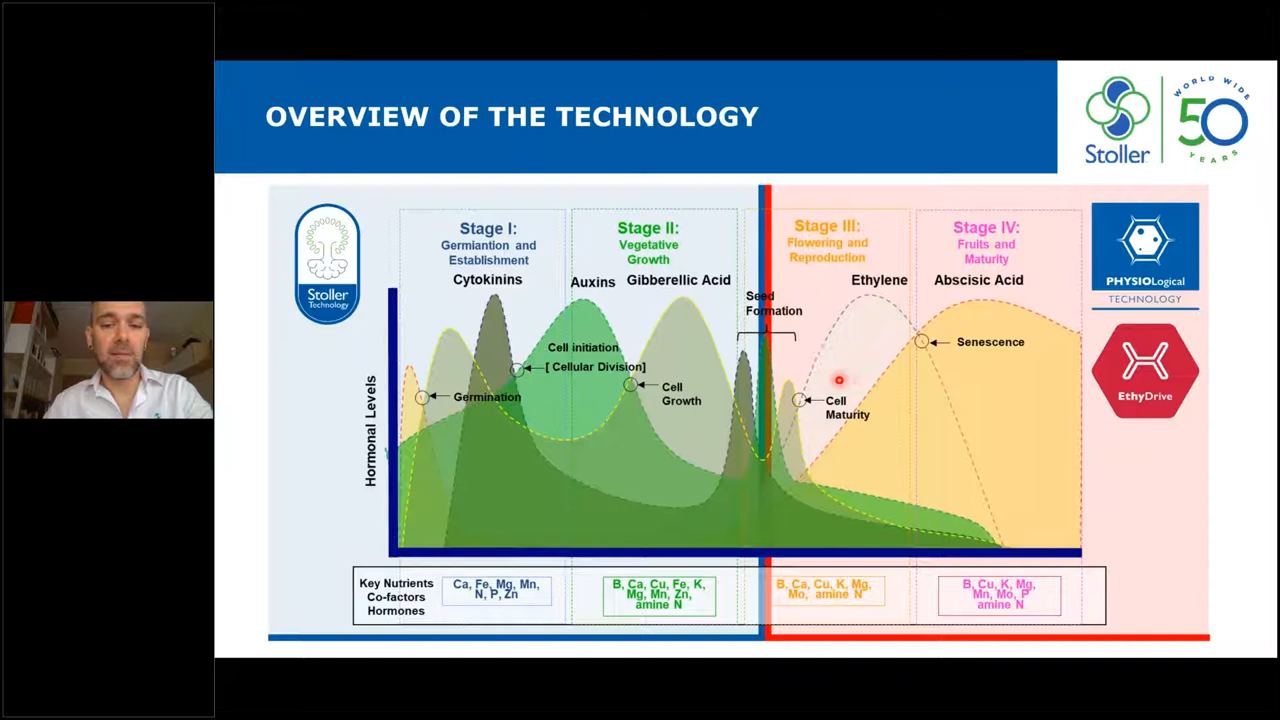 OVERVIEW OF THE TECHNOLOGY
Stoller
WORLD WIDE
50
YEARS
Stoller
Technology
Stage I:
Germiantion and
Establishment
Cytokinins
Stage II:
Vegetative
Growth
Auxins
Gibberellic Acid
Stage III:
Flowering and
Reproduction
Ethylene
Stage IV:
Fruits and
Maturity
Abscisic Acid
PHYSIOLogical
TECHNOLOGY
EthyDrive
Seed
Formation
Hormonal Levels
Germination
Cell initiation
[ Cellular Division]
Cell
Growth
Cell
Maturity
Senescence
Key Nutrients
Co-factors
Hormones
Ca, Fe, Mg, Mn,
N, P, Zn
B, Ca, Cu, Fe, K,
Mg, Mn, Zn,
amine N
B, Ca, Cu, K, Mg,
Mo, amine N
B, Cu, K, Mg,
Mn, Mo, P
amine N